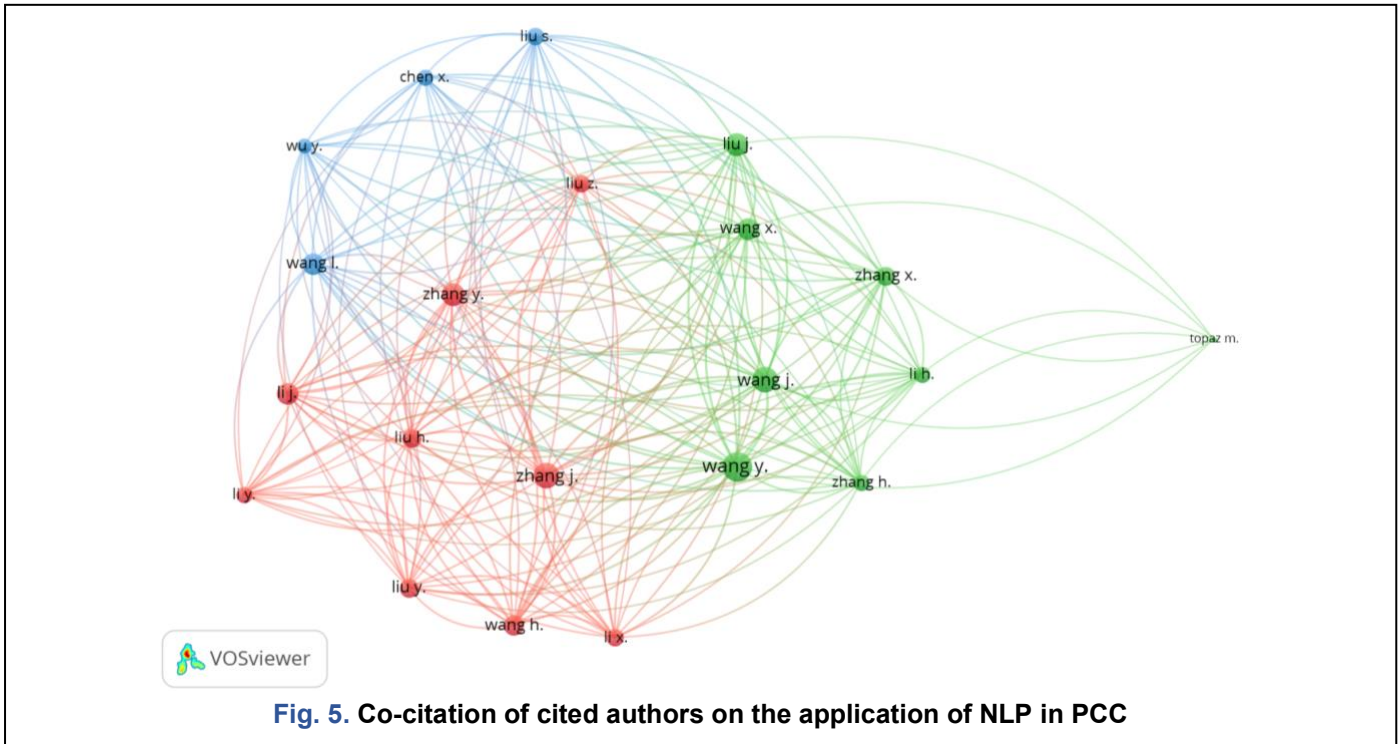 liu s.
chen x.
wu y.
liu j.
liu z.
wang x.
wang l.
zhang x.
zhang y.
topaz m.
wang j.
li h.
li j.
liu h.
wang y.
zhang j.
zhang h.
li y.
liu y.
wang h.
li x.
VOSviewer
Fig. 5. Co-citation of cited authors on the application of NLP in PCC